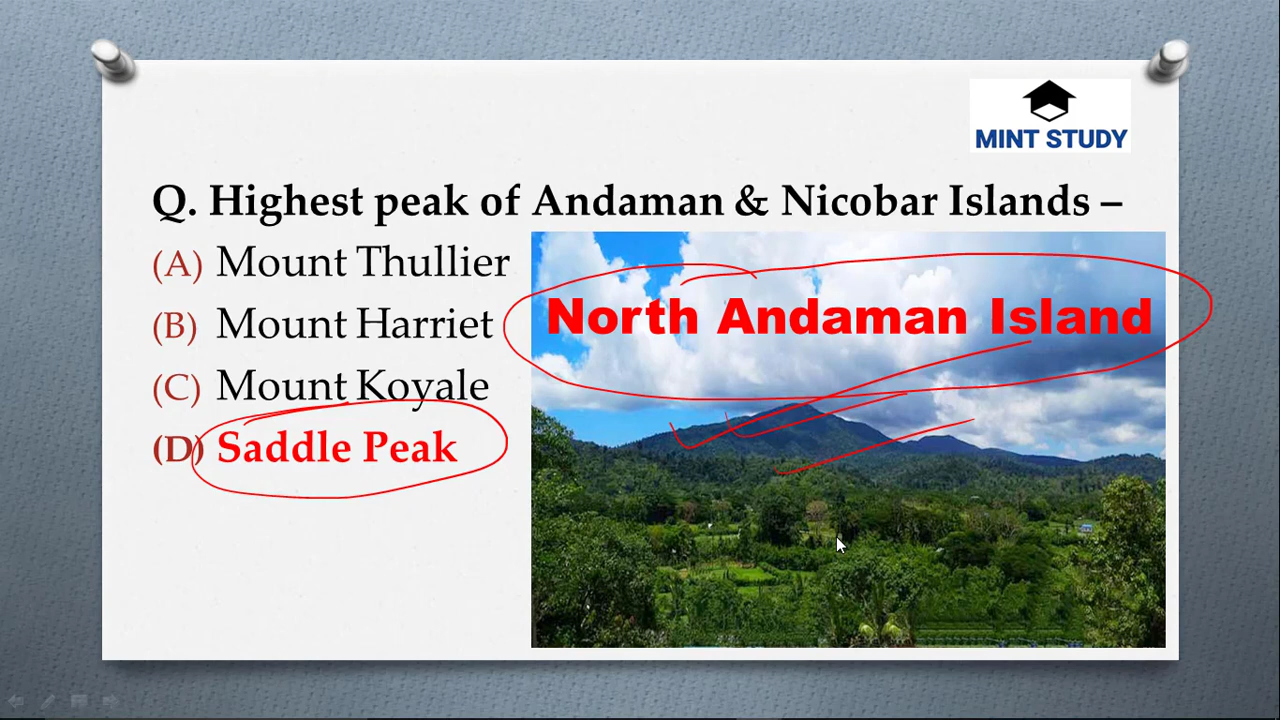 MINT STUDY
Q. Highest peak of Andaman & Nicobar Islands –
(A) Mount Thullier
(B) Mount Harriet
(C) Mount Koyale
(D) Saddle Peak
North Andaman Island